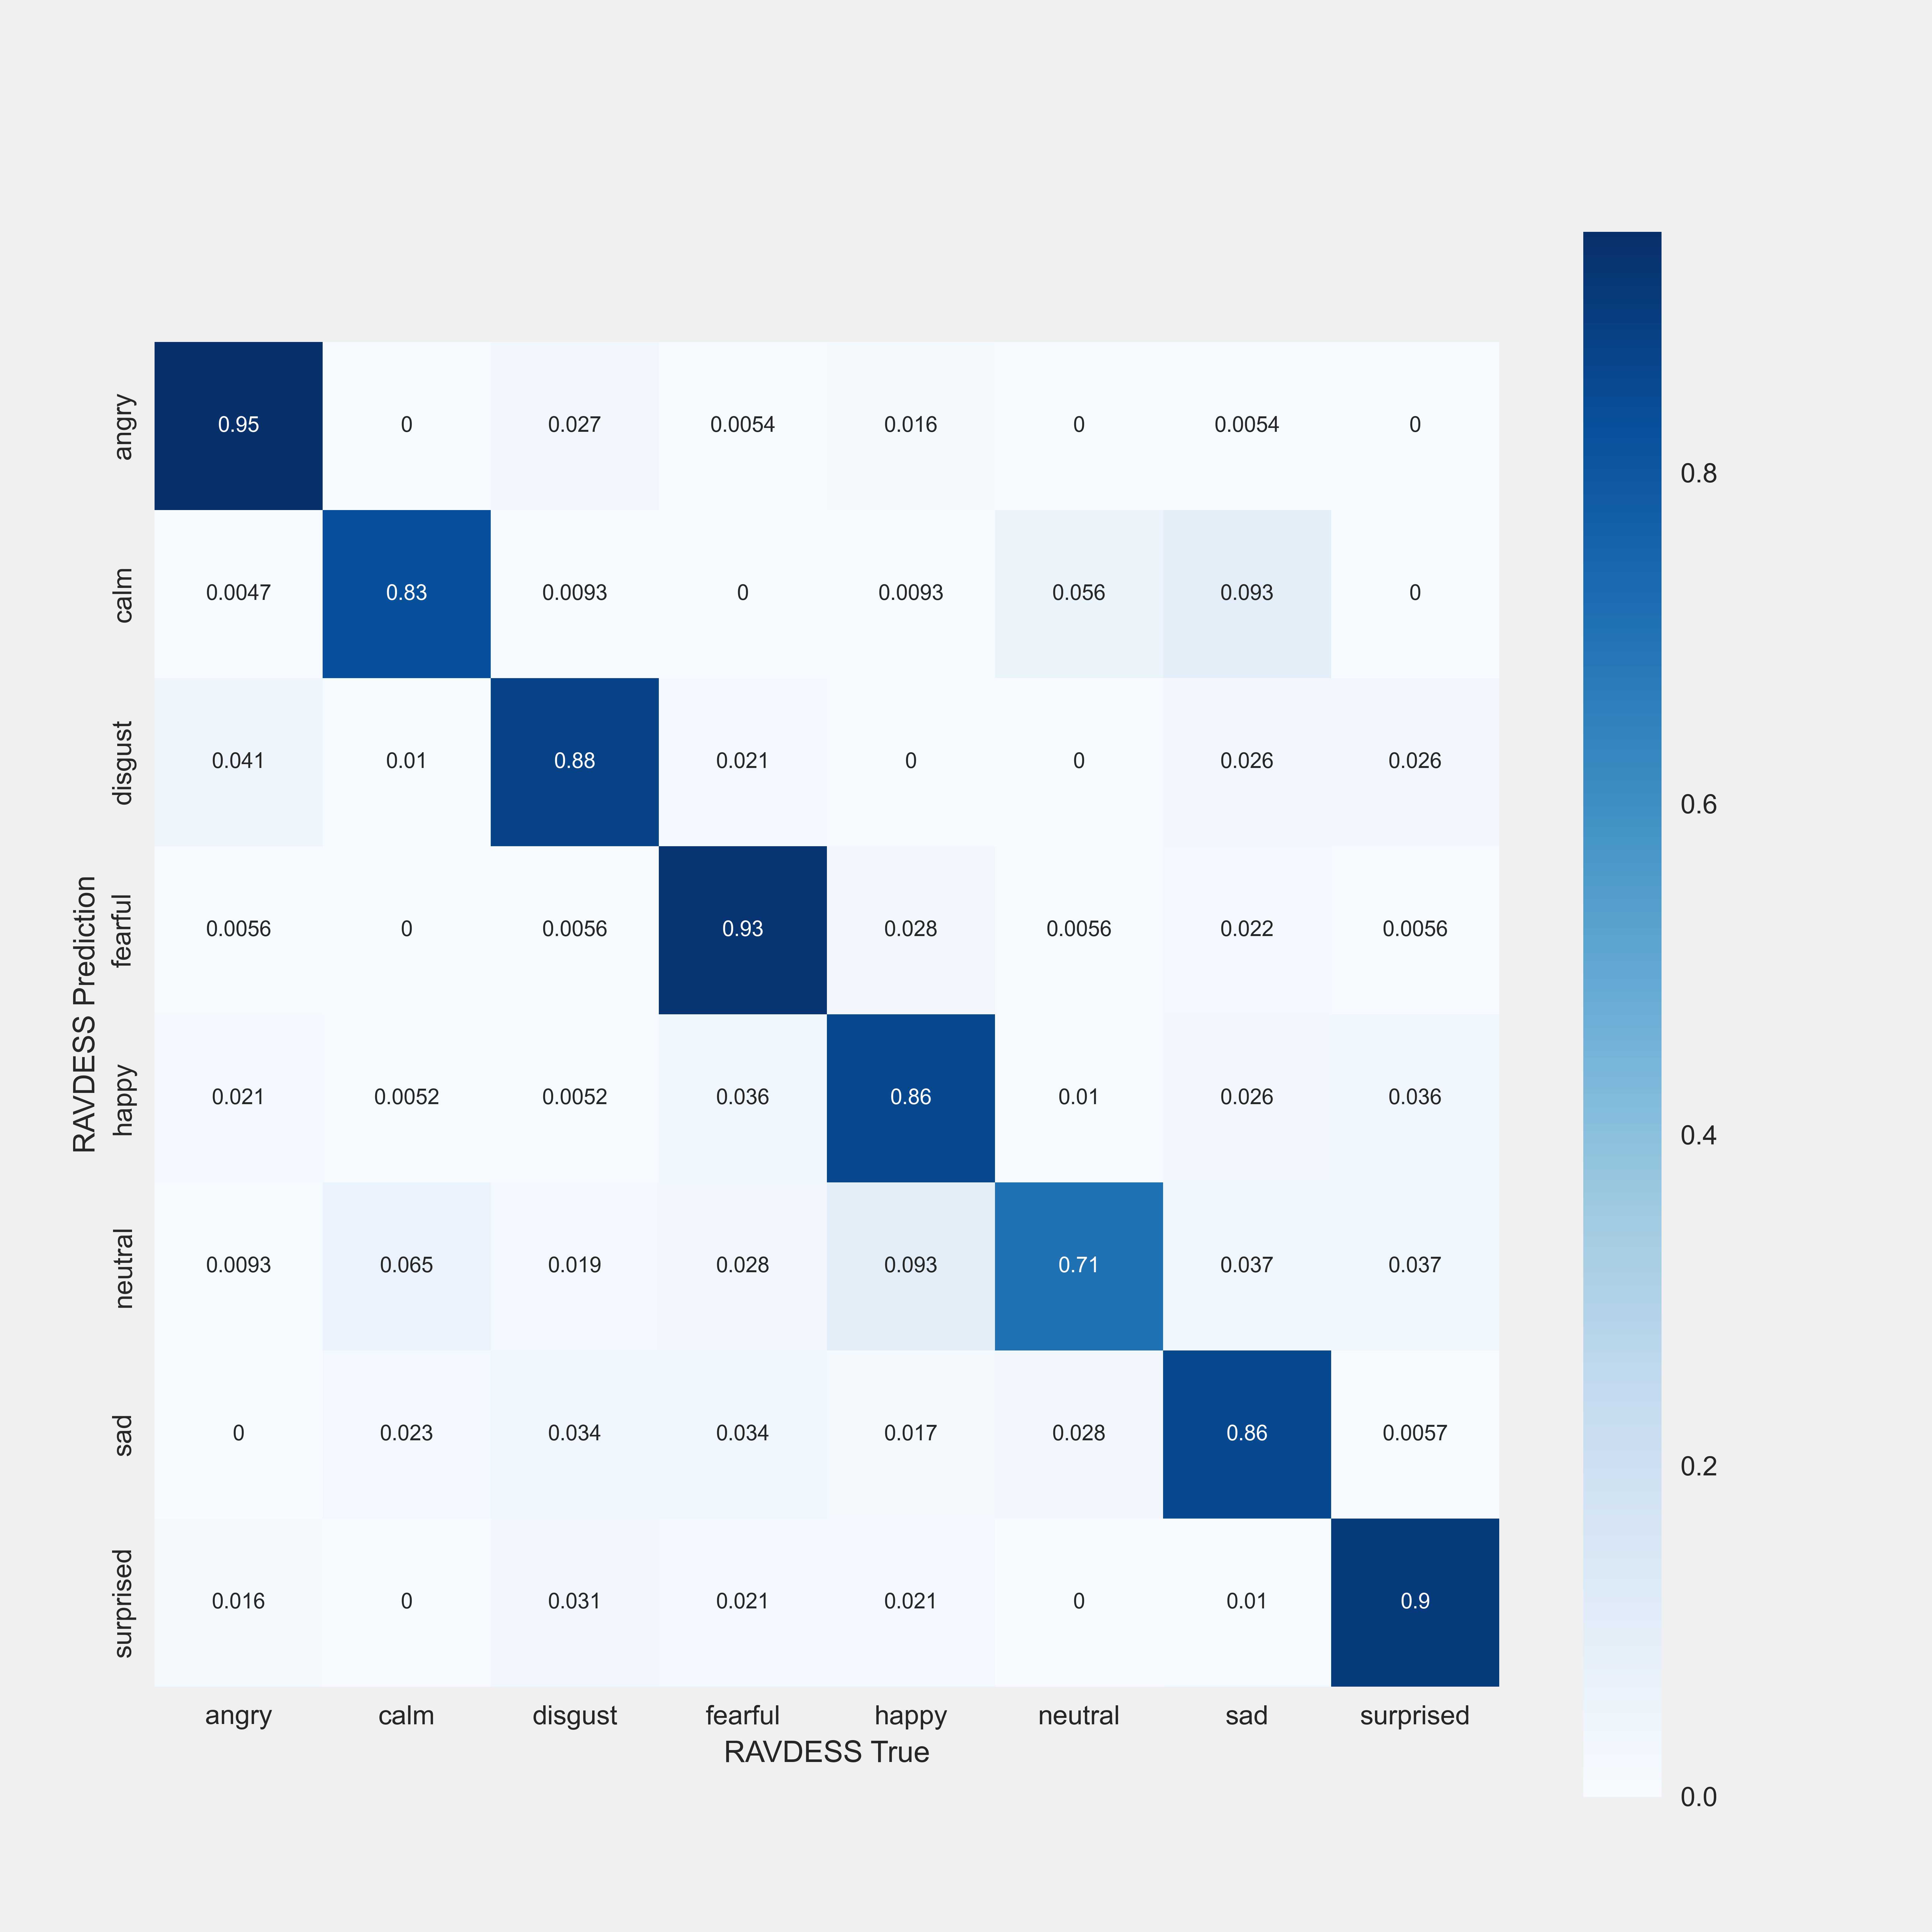 angry 0.95 0 0.027 0.0054 0.016 0 0.0054 0
calm 0.0047 0.83 0.0093 0 0.0093 0.056 0.093 0
disgust 0.041 0.01 0.88 0.021 0 0 0.026 0.026
fearful 0.0056 0 0.0056 0.93 0.028 0.0056 0.022 0.0056
happy 0.021 0.0052 0.0052 0.036 0.86 0.01 0.026 0.036
neutral 0.0093 0.065 0.019 0.028 0.093 0.71 0.037 0.037
sad 0 0.023 0.034 0.034 0.017 0.028 0.86 0.0057
surprised 0.016 0 0.031 0.021 0.021 0 0.01 0.9
angry calm disgust fearful happy neutral sad surprised
RAVDESS True
RAVDESS Prediction
0.8
0.6
0.4
0.2
0.0